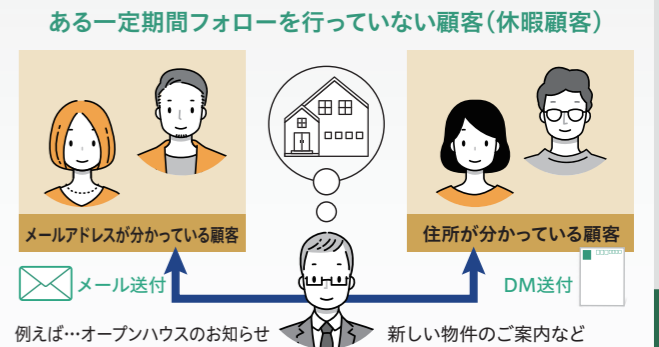 ある一定期間フォローを行っていない顧客(休暇顧客)
メールアドレスが分かっている顧客
住所が分かっている顧客
メール送付
DM送付
例えば…オープンハウスのお知らせ
新しい物件のご案内など